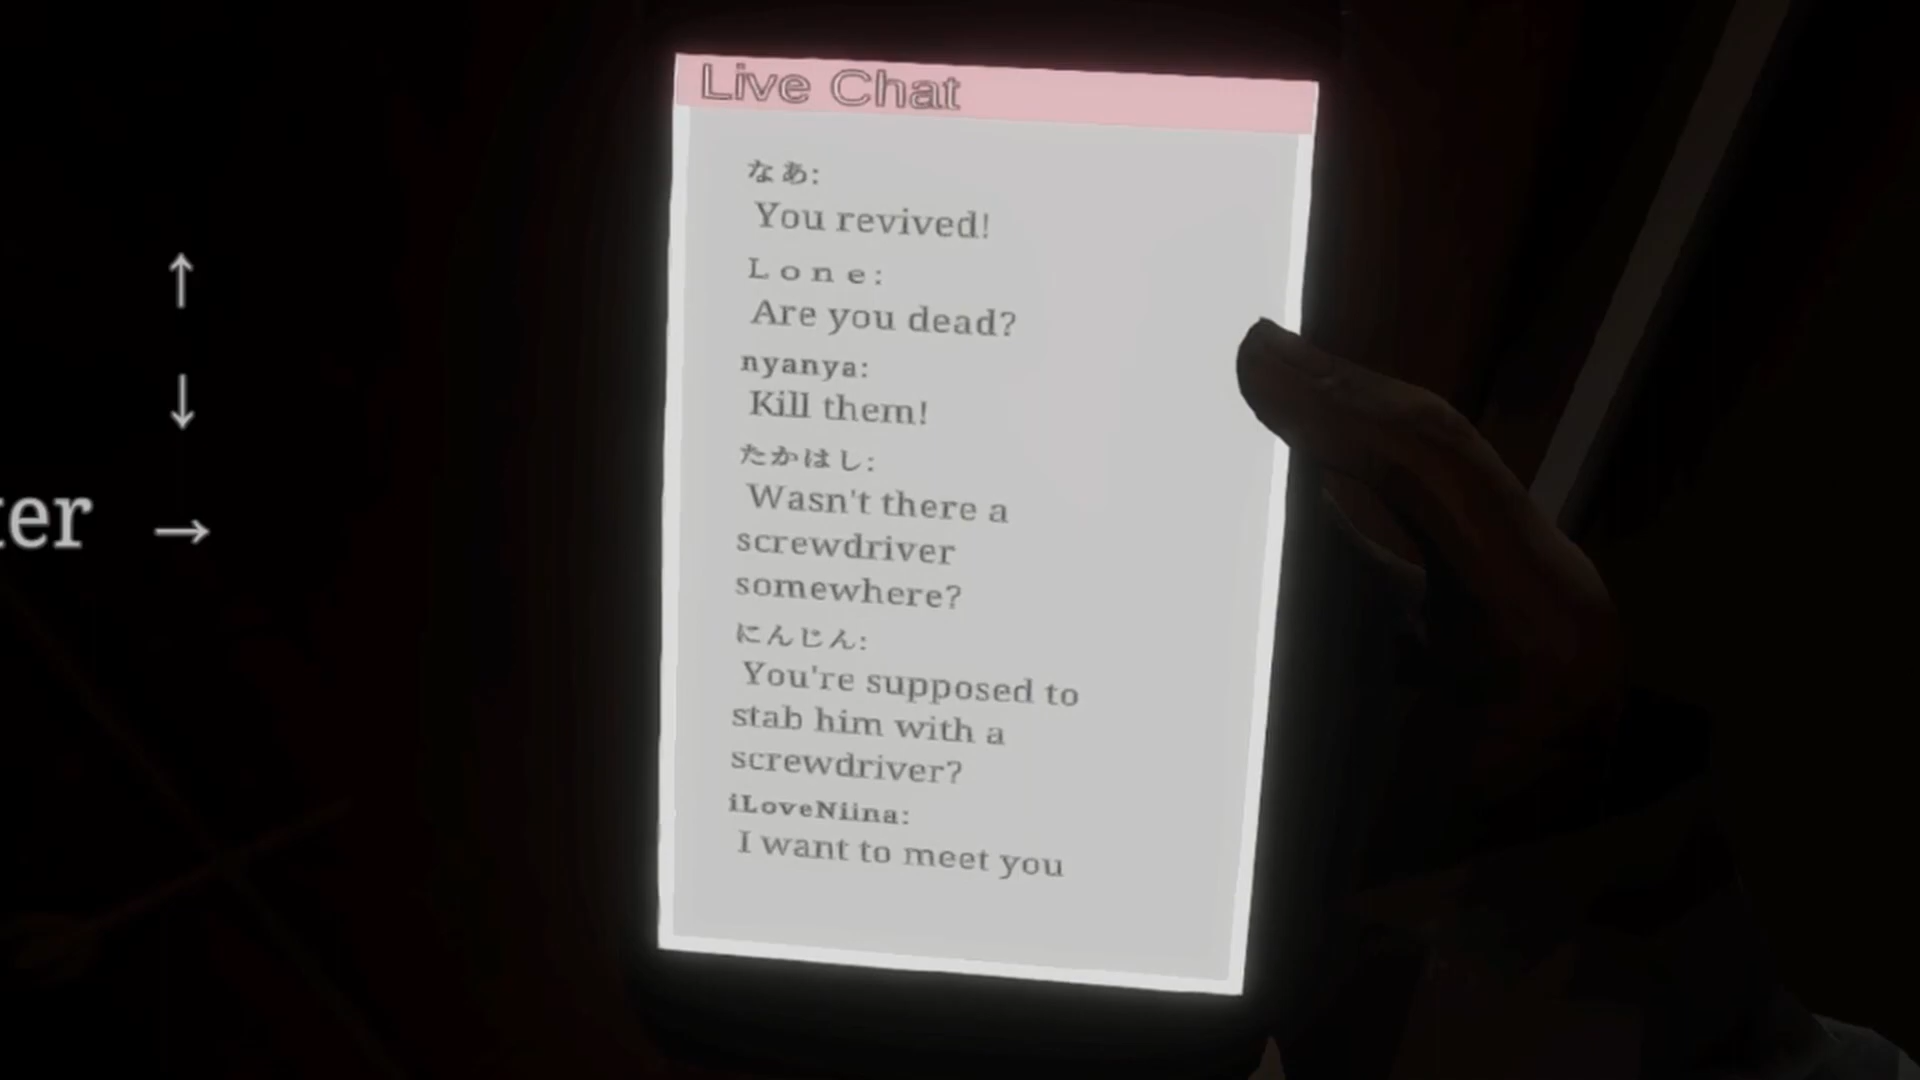 Live Chat
なあ:
You revived!
Lone:
Are you dead?
nyanya:
Kill them!
たかはし:
Wasn't there a
screwdriver
somewhere?
にんじん:
You're supposed to
stab him with a
screwdriver?
iLoveNiina:
I want to meet you
↑
↓
→